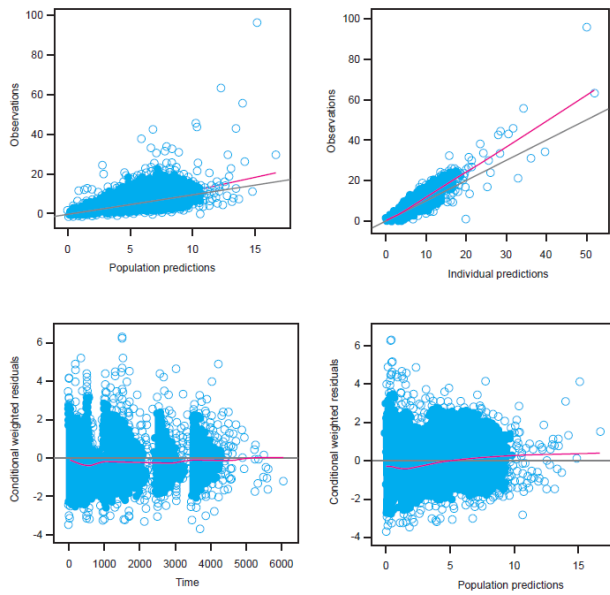 100
80
60
40
20
0
Observations
0 5 10 15
Population predictions
100
80
60
40
20
0
Observations
0 10 20 30 40 50
Individual predictions
6
4
2
0
-2
-4
Conditional weighted residuals
0 1000 2000 3000 4000 5000 6000
Time
6
4
2
0
-2
-4
Conditional weighted residuals
0 5 10 15
Population predictions